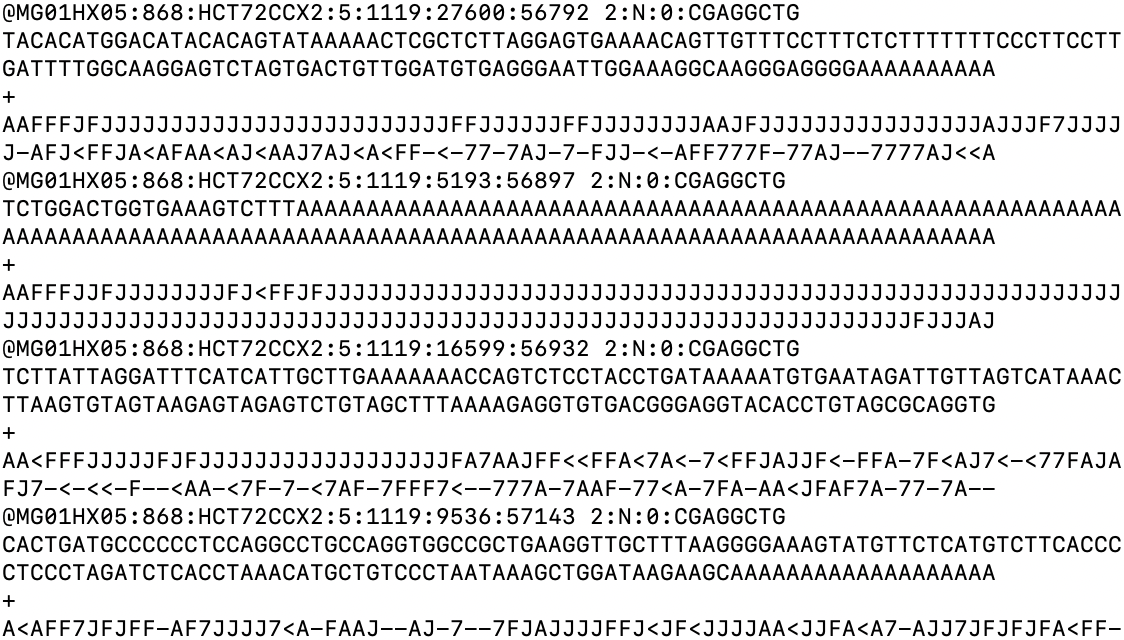 @MG01HX05:868:HCT72CCX2:5:1119:27600:56792 2:N:0:CGAGGCTG
TACACATGGACATACACAGTATAAAAACTCGCTCTTAGGAGTGAAAACAGTTGTTTCCTTTCTCTTTTTTTCCCTTCCTT
GATTTTGGCAAGGAGTCTAGTGACTGTTGGATGTGAGGGAATTGGAAAGGCAAGGGAGGGGAAAAAAAAAA
+
AAFFFJFJJJJJJJJJJJJJJJJJJJJJJJJJFFJJJJJJFFJJJJJJJJAAJFJJJJJJJJJJJJJJJJAJJJF7JJJJ
J-AFJ<FFJA<AFAA<AJ<AAJ7AJ<A<FF-<-77-7AJ-7-FJJ-<-AFF777F-77AJ--7777AJ<<A
@MG01HX05:868:HCT72CCX2:5:1119:5193:56897 2:N:0:CGAGGCTG
TCTGGACTGGTGAAAGTCTTTAAAAAAAAAAAAAAAAAAAAAAAAAAAAAAAAAAAAAAAAAAAAAAAAAAAAAAAAAAA
AAAAAAAAAAAAAAAAAAAAAAAAAAAAAAAAAAAAAAAAAAAAAAAAAAAAAAAAAAAAAAAAAAAAAAA
+
AAFFFJJFJJJJJJJJFJ<FFJFJJJJJJJJJJJJJJJJJJJJJJJJJJJJJJJJJJJJJJJJJJJJJJJJJJJJJJJJJ
JJJJJJJJJJJJJJJJJJJJJJJJJJJJJJJJJJJJJJJJJJJJJJJJJJJJJJJJJJJJJJJJJFJJJAJ
@MG01HX05:868:HCT72CCX2:5:1119:16599:56932 2:N:0:CGAGGCTG
TCTTATTAGGATTTCATCATTGCTTGAAAAAAACCAGTCTCCTACCTGATAAAAATGTGAATAGATTGTTAGTCATAAAC
TTAAGTGTAGTAAGAGTAGAGTCTGTAGCTTTAAAAGAGGTGTGACGGGAGGTACACCTGTAGCGCAGGTG
+
AA<FFFJJJJJFJFJJJJJJJJJJJJJJJJJJFA7AAJFF<<FFA<7A<-7<FFJAJJF<-FFA-7F<AJ7<-<77FAJA
FJ7-<-<<-F--<AA-<7F-7-<7AF-7FFF7<--777A-7AAF-77<A-7FA-AA<JFAF7A-77-7A--
@MG01HX05:868:HCT72CCX2:5:1119:9536:57143 2:N:0:CGAGGCTG
CACTGATGCCCCCCTCCAGGCCTGCCAGGTGGCCGCTGAAGGTTGCTTTAAGGGGAAAGTATGTTCTCATGTCTTCACCC
CTCCCTAGATCTCACCTAAACATGCTGTCCCTAATAAAGCTGGATAAGAAGCAAAAAAAAAAAAAAAAAAA
+
A<AFF7JFJFF-AF7JJJJ7<A-FAAJ--AJ-7--7FJAJJJJFFJ<JF<JJJJAA<JJFA<A7-AJJ7JFJFJFA<FF-